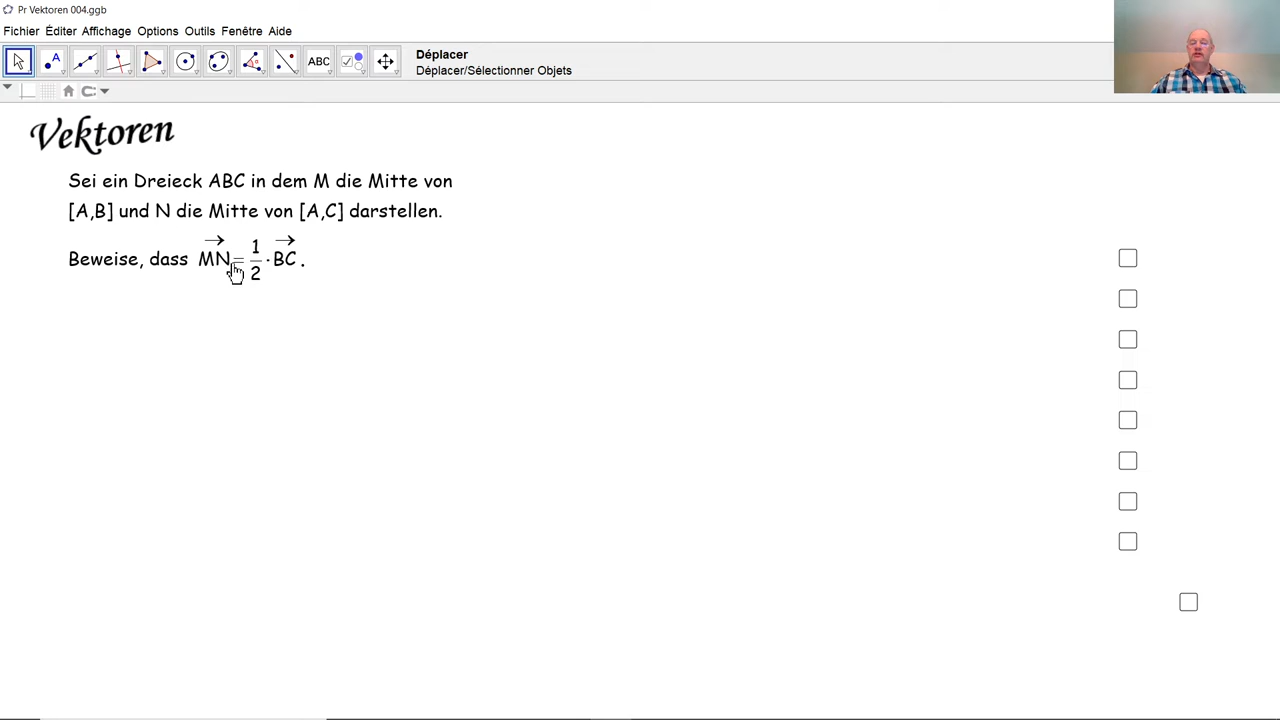 Pr Vektoren 004.ggb
Fichier Éditer Affichage Options Outils Fenêtre Aide
A
ABC
Déplacer
Déplacer/Sélectionner Objets
Vektoren
Sei ein Dreieck ABC in dem M die Mitte von
[A,B] und N die Mitte von [A,C] darstellen.
Beweise, dass MN⃗ = 1/2 · BC⃗ .